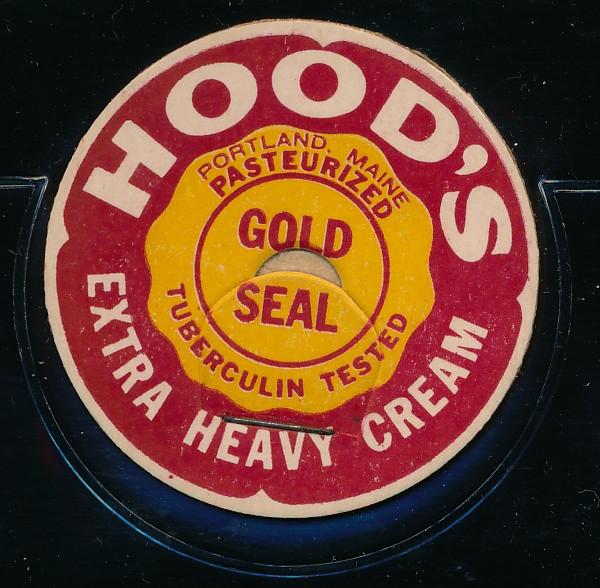 HOOD'S
PORTLAND, MAINE
PASTEURIZED
GOLD
SEAL
TUBERCULIN TESTED
EXTRA HEAVY CREAM